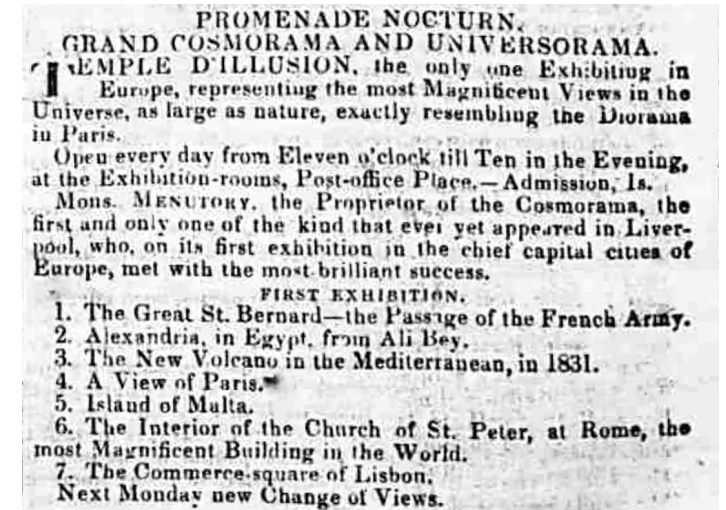 PROMENADE NOCTURN.
GRAND COSMORAMA AND UNIVERSORAMA.
TEMPLE D'ILLUSION, the only one Exhibiting in
Europe, representing the most Magnificent Views in the
Universe, as large as nature, exactly resembling the Diorama
in Paris.
Open every day from Eleven o'clock till Ten in the Evening,
at the Exhibition-rooms, Post-office Place.—Admission, 1s.
Mons. MENUTORY, the Proprietor of the Cosmorama, the
first and only one of the kind that ever yet appeared in Liver-
pool, who, on its first exhibition in the chief capital cities of
Europe, met with the most brilliant success.
FIRST EXHIBITION.
1. The Great St. Bernard—the Passage of the French Army.
2. Alexandria, in Egypt, from Ali Bey.
3. The New Volcano in the Mediterranean, in 1831.
4. A View of Paris.
5. Island of Malta.
6. The Interior of the Church of St. Peter, at Rome, the
most Magnificent Building in the World.
7. The Commerce-square of Lisbon.
Next Monday new Change of Views.